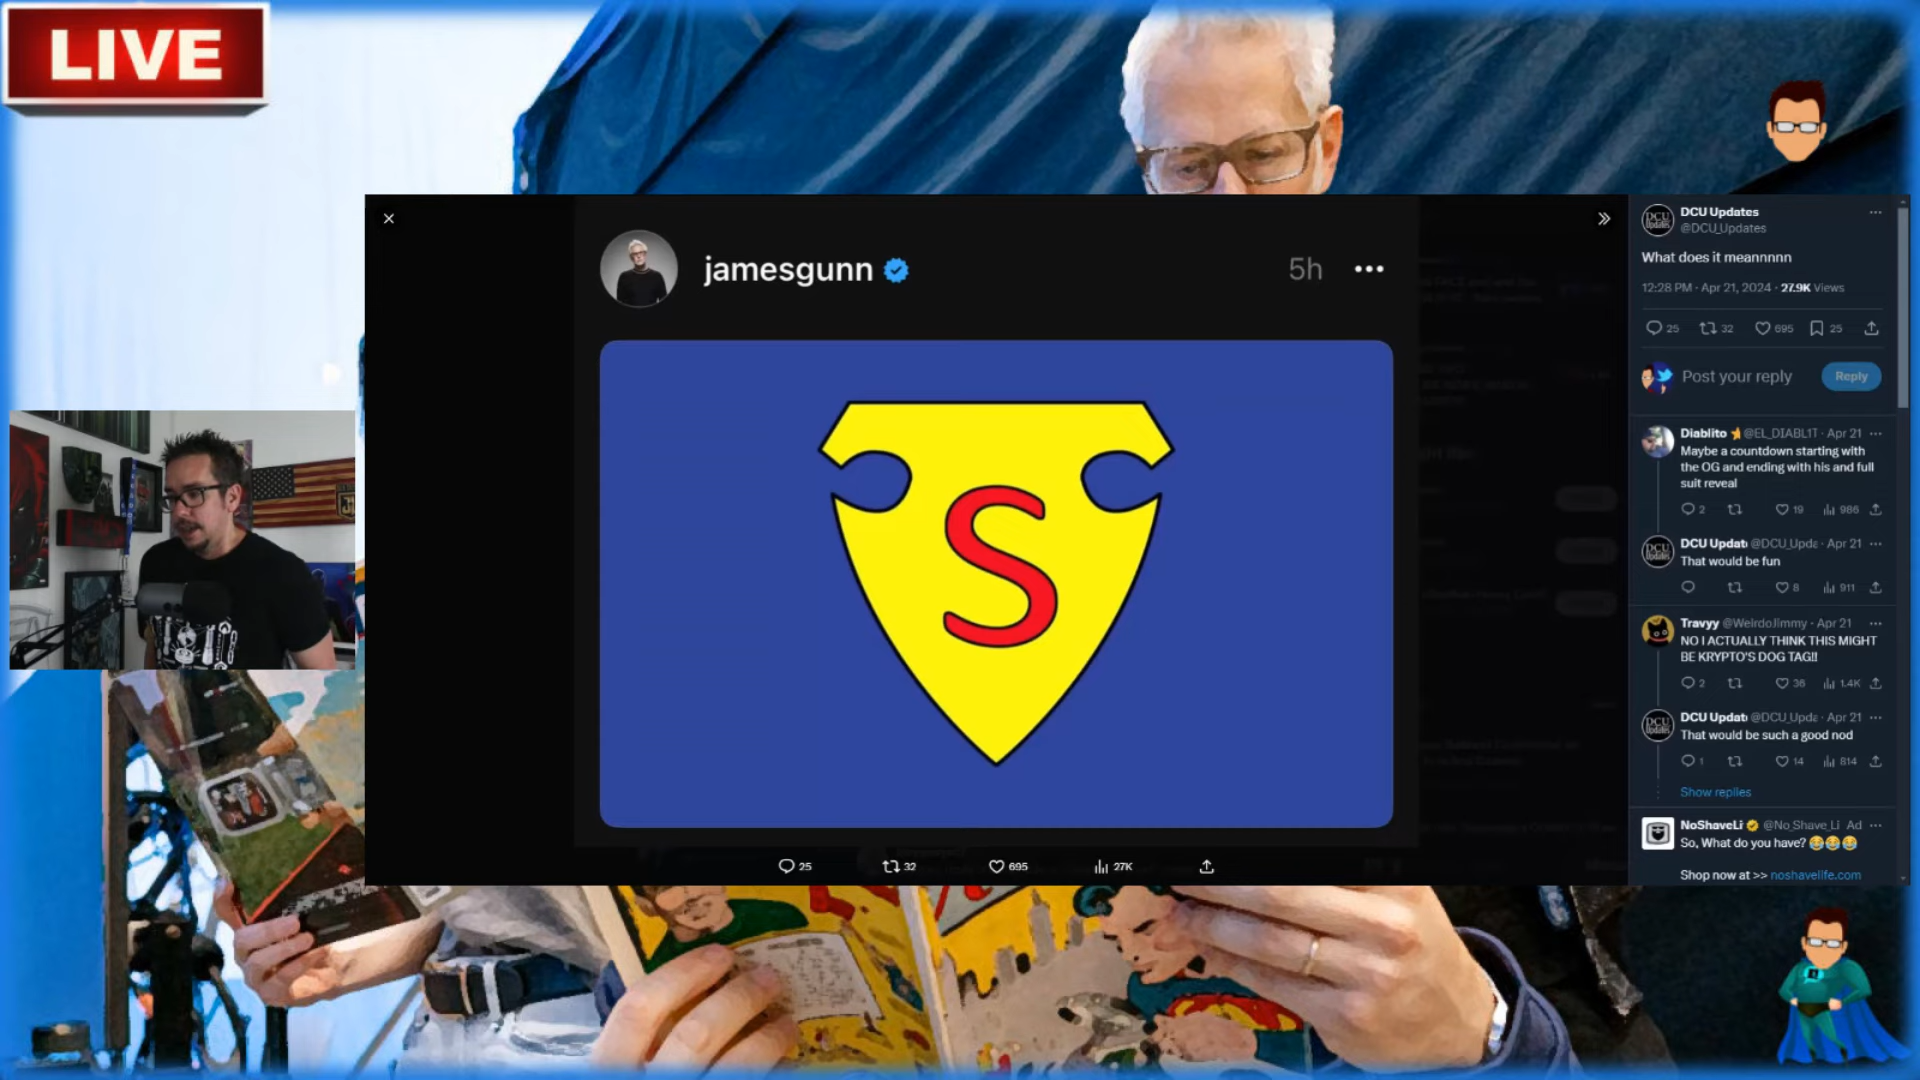 LIVE
jamesgunn
5h
S
25
32
695
27K
DCU Updates
@DCU_Updates
What does it meannnnn
12:28 PM · Apr 21, 2024 · 27.9K Views
25
32
695
25
Post your reply
Reply
Diablito @EL_DIABL1T · Apr 21
Maybe a countdown starting with
the OG and ending with his and full
suit reveal
2
19
986
DCU Updat @DCU_Upda · Apr 21
That would be fun
8
911
Travyy @WeirdoJimmy · Apr 21
NO I ACTUALLY THINK THIS MIGHT
BE KRYPTO'S DOG TAG!!
2
36
1.4K
DCU Updat @DCU_Upda · Apr 21
That would be such a good nod
1
14
814
Show replies
NoShaveLi @No_Shave_Li Ad
So, What do you have? 😂😂😂
Shop now at >> noshavelife.com